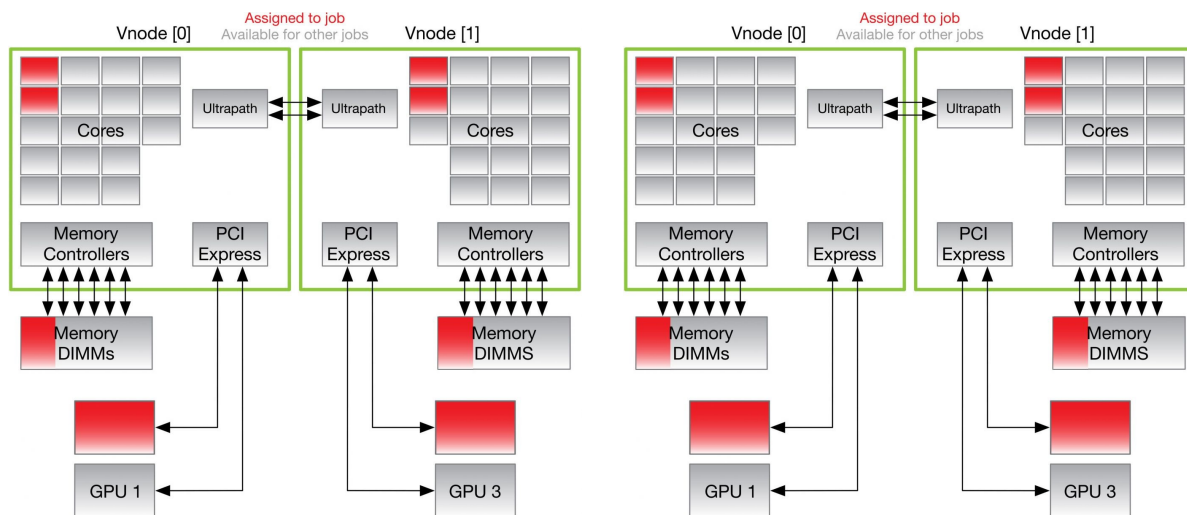 Assigned to job
Vnode [0]
Available for other jobs
Vnode [1]
Cores
Ultrapath
Ultrapath
Cores
Memory
Controllers
PCI
Express
PCI
Express
Memory
Controllers
Memory
DIMMs
Memory
DIMMS
GPU 1
GPU 3
Assigned to job
Vnode [0]
Available for other jobs
Vnode [1]
Cores
Ultrapath
Ultrapath
Cores
Memory
Controllers
PCI
Express
PCI
Express
Memory
Controllers
Memory
DIMMs
Memory
DIMMS
GPU 1
GPU 3